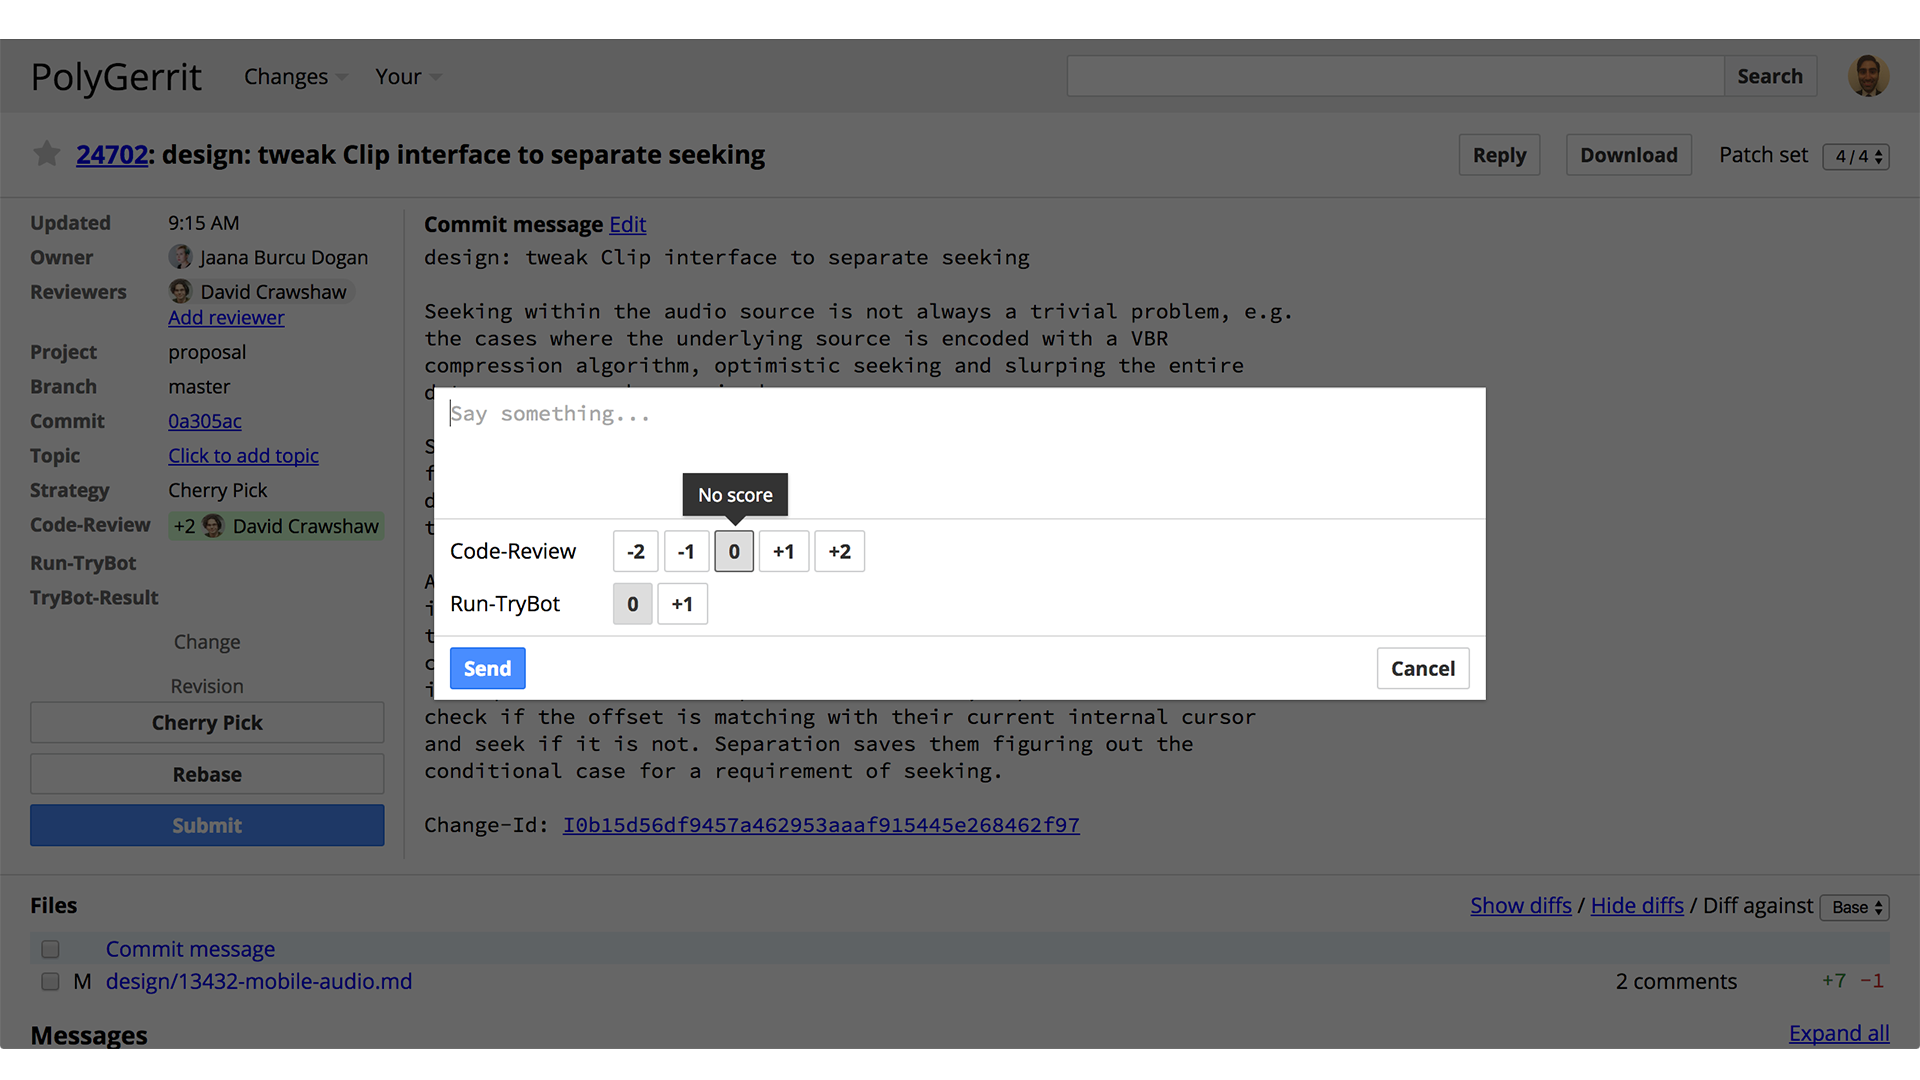 PolyGerrit Changes Your Search
24702: design: tweak Clip interface to separate seeking Reply Download Patch set 4/4
Updated 9:15 AM
Owner Jaana Burcu Dogan
Reviewers David Crawshaw
Add reviewer
Project proposal
Branch master
Commit 0a305ac
Topic Click to add topic
Strategy Cherry Pick
Code-Review +2 David Crawshaw
Run-TryBot
TryBot-Result
Change
Revision
Cherry Pick
Rebase
Submit
Commit message Edit
design: tweak Clip interface to separate seeking
Seeking within the audio source is not always a trivial problem, e.g.
the cases where the underlying source is encoded with a VBR
compression algorithm, optimistic seeking and slurping the entire
Say something...
No score
Code-Review -2 -1 0 +1 +2
Run-TryBot 0 +1
Send Cancel
check if the offset is matching with their current internal cursor
and seek if it is not. Separation saves them figuring out the
conditional case for a requirement of seeking.
Change-Id: I0b15d56df9457a462953aaaf915445e268462f97
Files Show diffs / Hide diffs / Diff against Base
Commit message
M design/13432-mobile-audio.md 2 comments +7 −1
Messages Expand all